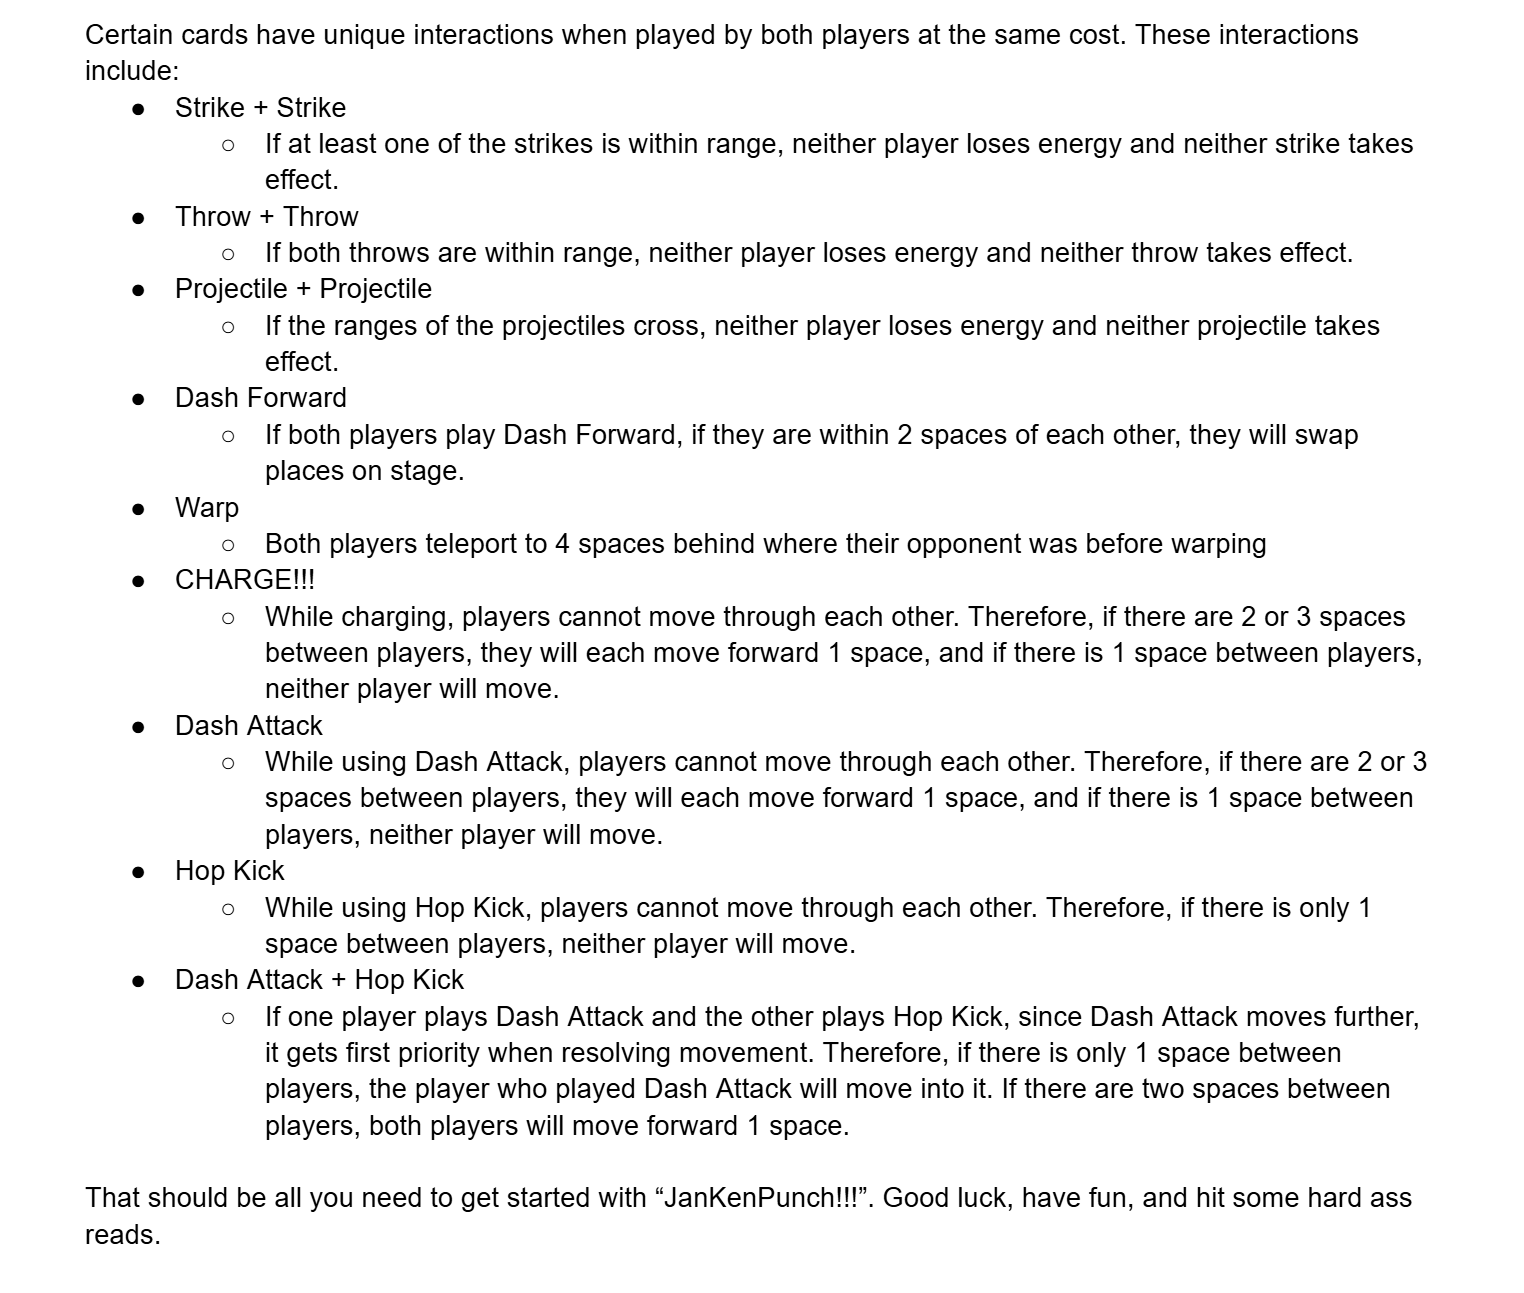 Certain cards have unique interactions when played by both players at the same cost. These interactions
include:
● Strike + Strike
○ If at least one of the strikes is within range, neither player loses energy and neither strike takes
effect.
● Throw + Throw
○ If both throws are within range, neither player loses energy and neither throw takes effect.
● Projectile + Projectile
○ If the ranges of the projectiles cross, neither player loses energy and neither projectile takes
effect.
● Dash Forward
○ If both players play Dash Forward, if they are within 2 spaces of each other, they will swap
places on stage.
● Warp
○ Both players teleport to 4 spaces behind where their opponent was before warping
● CHARGE!!!
○ While charging, players cannot move through each other. Therefore, if there are 2 or 3 spaces
between players, they will each move forward 1 space, and if there is 1 space between players,
neither player will move.
● Dash Attack
○ While using Dash Attack, players cannot move through each other. Therefore, if there are 2 or 3
spaces between players, they will each move forward 1 space, and if there is 1 space between
players, neither player will move.
● Hop Kick
○ While using Hop Kick, players cannot move through each other. Therefore, if there is only 1
space between players, neither player will move.
● Dash Attack + Hop Kick
○ If one player plays Dash Attack and the other plays Hop Kick, since Dash Attack moves further,
it gets first priority when resolving movement. Therefore, if there is only 1 space between
players, the player who played Dash Attack will move into it. If there are two spaces between
players, both players will move forward 1 space.
That should be all you need to get started with “JanKenPunch!!!”. Good luck, have fun, and hit some hard ass
reads.